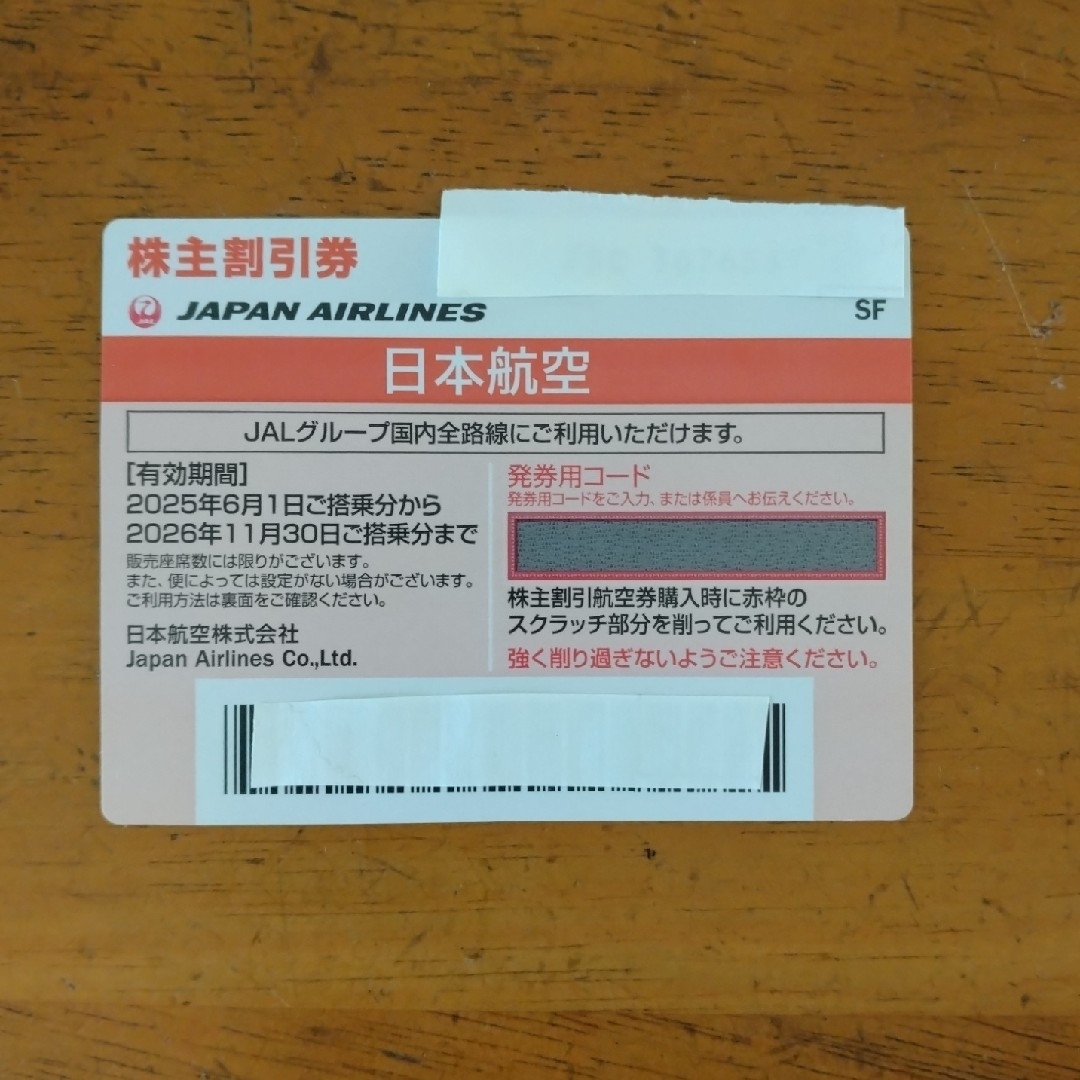 株主割引券
JAL
JAPAN AIRLINES
SF
日本航空
JALグループ国内全路線にご利用いただけます。
[有効期間]
2025年6月1日ご搭乗分から
2026年11月30日ご搭乗分まで
販売座席数には限りがございます。
また、便によっては設定がない場合がございます。
ご利用方法は裏面をご確認ください。
日本航空株式会社
Japan Airlines Co.,Ltd.
発券用コード
発券用コードをご入力、または係員へお伝えください。
株主割引航空券購入時に赤枠の
スクラッチ部分を削ってご利用ください。
強く削り過ぎないようご注意ください。